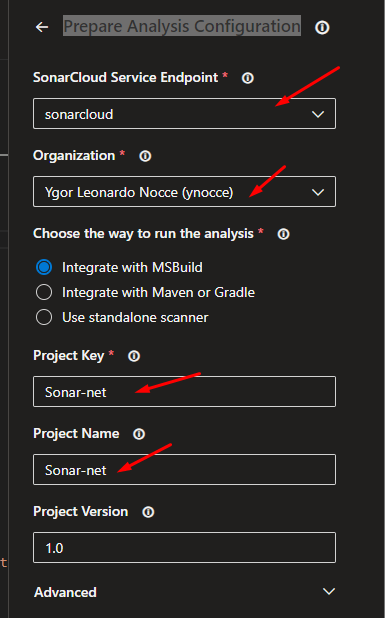 Prepare Analysis Configuration
SonarCloud Service Endpoint *
sonarcloud
Organization *
Ygor Leonardo Nocce (ynocce)
Choose the way to run the analysis *
Integrate with MSBuild
Integrate with Maven or Gradle
Use standalone scanner
Project Key *
Sonar-net
Project Name
Sonar-net
Project Version
1.0
t
Advanced